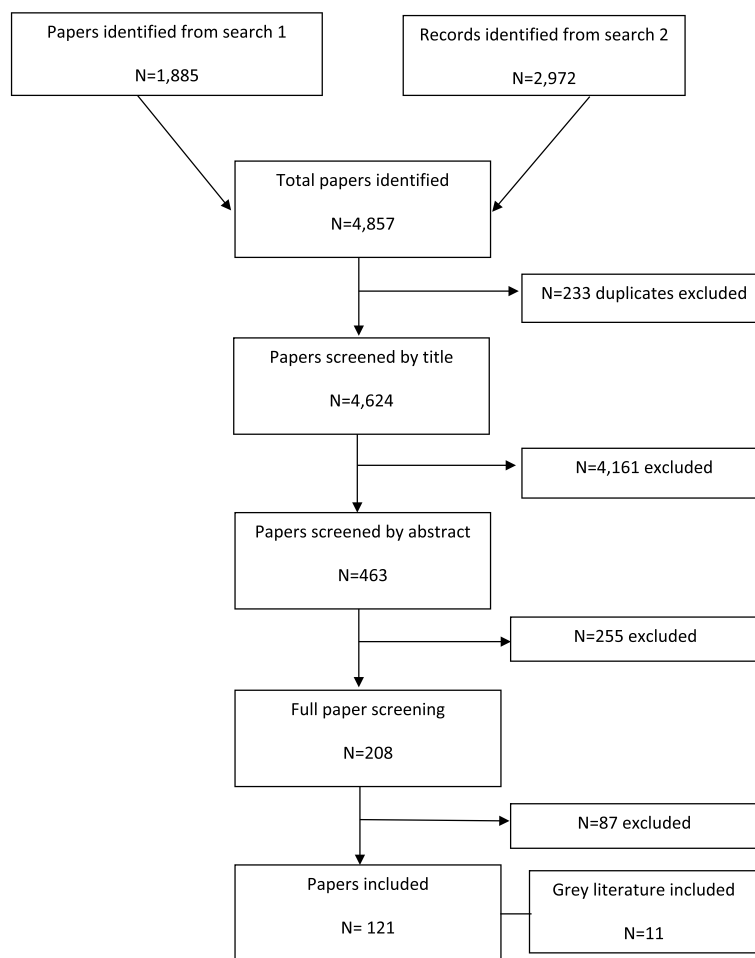 Papers identified from search 1
N=1,885
Records identified from search 2
N=2,972
Total papers identified
N=4,857
N=233 duplicates excluded
Papers screened by title
N=4,624
N=4,161 excluded
Papers screened by abstract
N=463
N=255 excluded
Full paper screening
N=208
N=87 excluded
Papers included
N= 121
Grey literature included
N=11